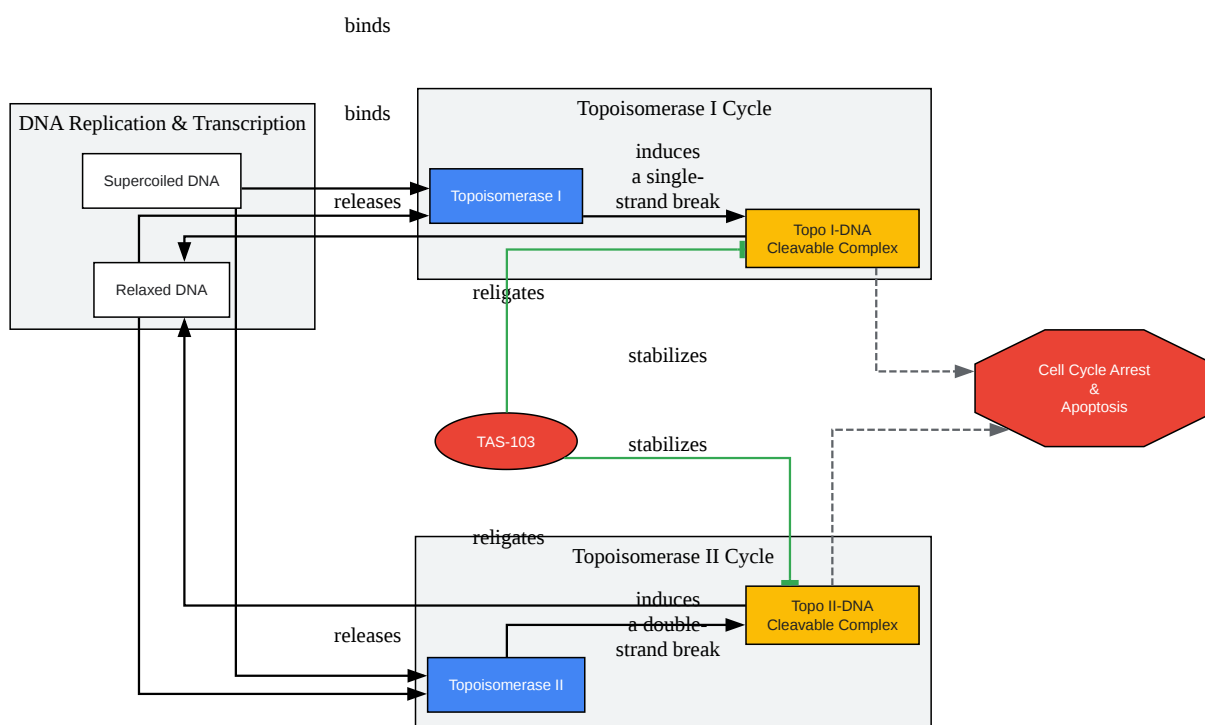 binds
binds
DNA Replication & Transcription
Supercoiled DNA
Relaxed DNA
releases
Topoisomerase I Cycle
Topoisomerase I
induces
a single-
strand break
Topo I-DNA
Cleavable Complex
religates
stabilizes
TAS-103
stabilizes
Cell Cycle Arrest
&
Apoptosis
religates
Topoisomerase II Cycle
Topo II-DNA
Cleavable Complex
induces
a double-
strand break
releases
Topoisomerase II